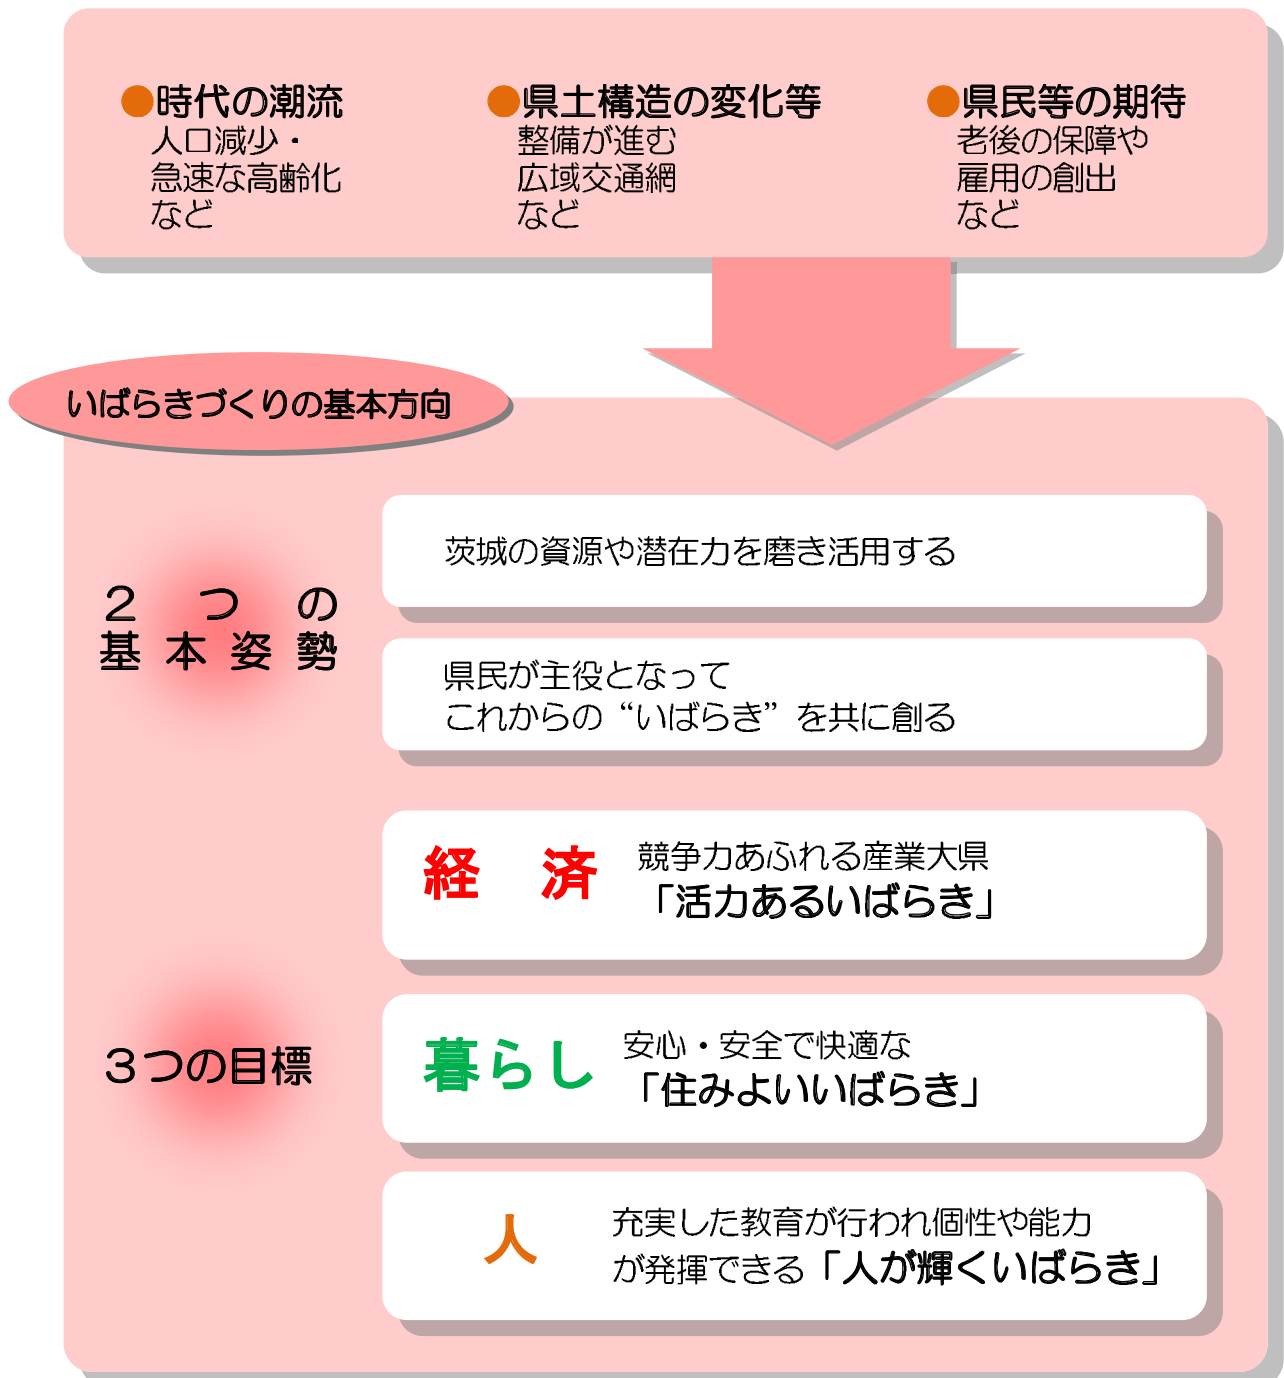 ●時代の潮流
人口減少・
急速な高齢化
など
●県土構造の変化等
整備が進む
広域交通網
など
●県民等の期待
老後の保障や
雇用の創出
など
いばらきづくりの基本方向
２つの
基本姿勢
茨城の資源や潜在力を磨き活用する
県民が主役となって
これからの“いばらき”を共に創る
３つの目標
経　済
競争力あふれる産業大県
「活力あるいばらき」
暮らし
安心・安全で快適な
「住みよいいばらき」
人
充実した教育が行われ個性や能力
が発揮できる「人が輝くいばらき」